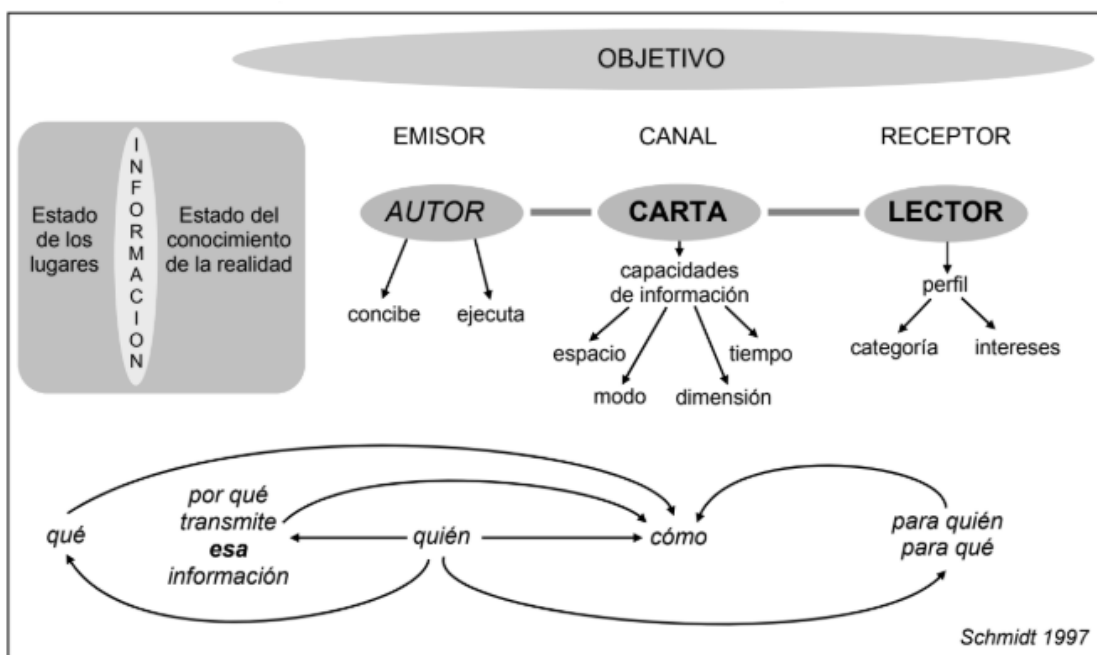 OBJETIVO
EMISOR
CANAL
RECEPTOR
Estado
de los
lugares
INFORMACION
Estado del
conocimiento
de la realidad
AUTOR
CARTA
LECTOR
concibe
ejecuta
capacidades
de información
espacio
modo
dimensión
tiempo
perfil
categoría
intereses
qué
por qué
transmite
esa
información
quién
cómo
para quién
para qué
Schmidt 1997